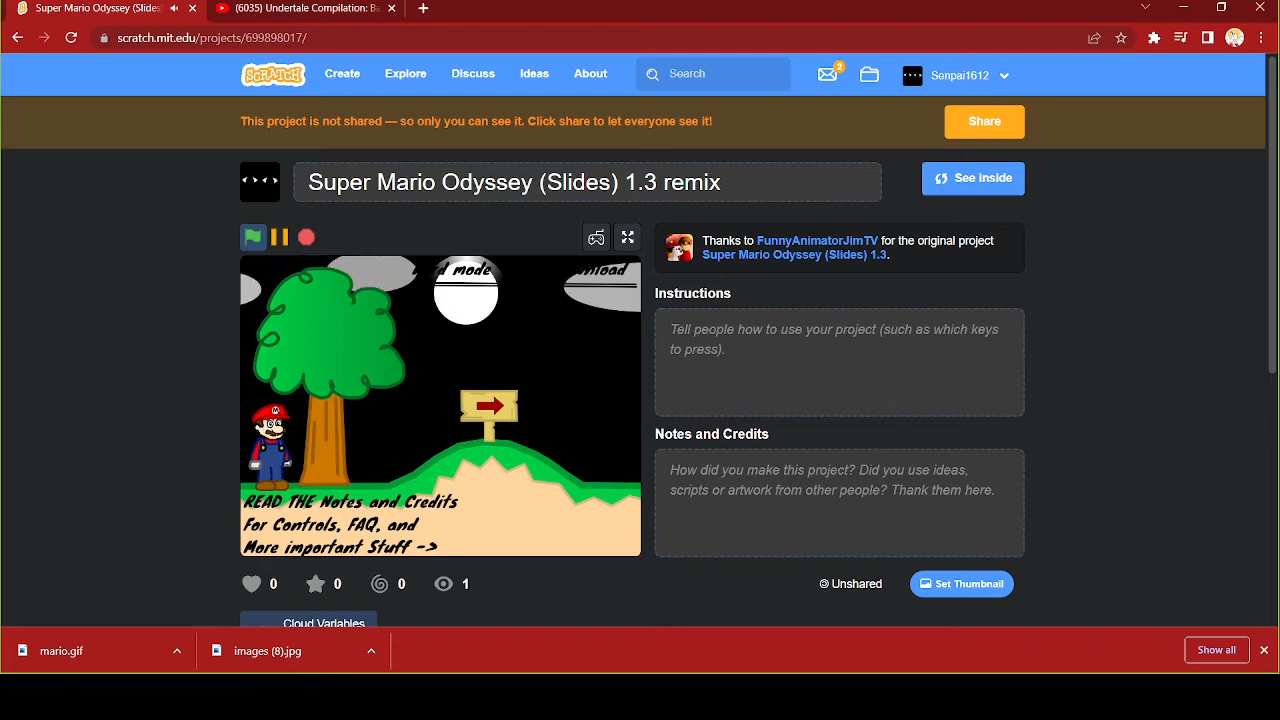 Super Mario Odyssey (Slides
(6035) Undertale Compilation: Ba
scratch.mit.edu/projects/699898017/
SCRATCH
Create
Explore
Discuss
Ideas
About
Search
2
Senpai1612
This project is not shared — so only you can see it. Click share to let everyone see it!
Share
Super Mario Odyssey (Slides) 1.3 remix
See inside
Thanks to FunnyAnimatorJimTV for the original project
Super Mario Odyssey (Slides) 1.3.
mode
Instructions
Tell people how to use your project (such as which keys
to press).
M
READ THE Notes and Credits
For Controls, FAQ, and
More important Stuff ->
Notes and Credits
How did you make this project? Did you use ideas,
scripts or artwork from other people? Thank them here.
0
0
0
1
Unshared
Set Thumbnail
Cloud Variables
mario.gif
images (8).jpg
Show all